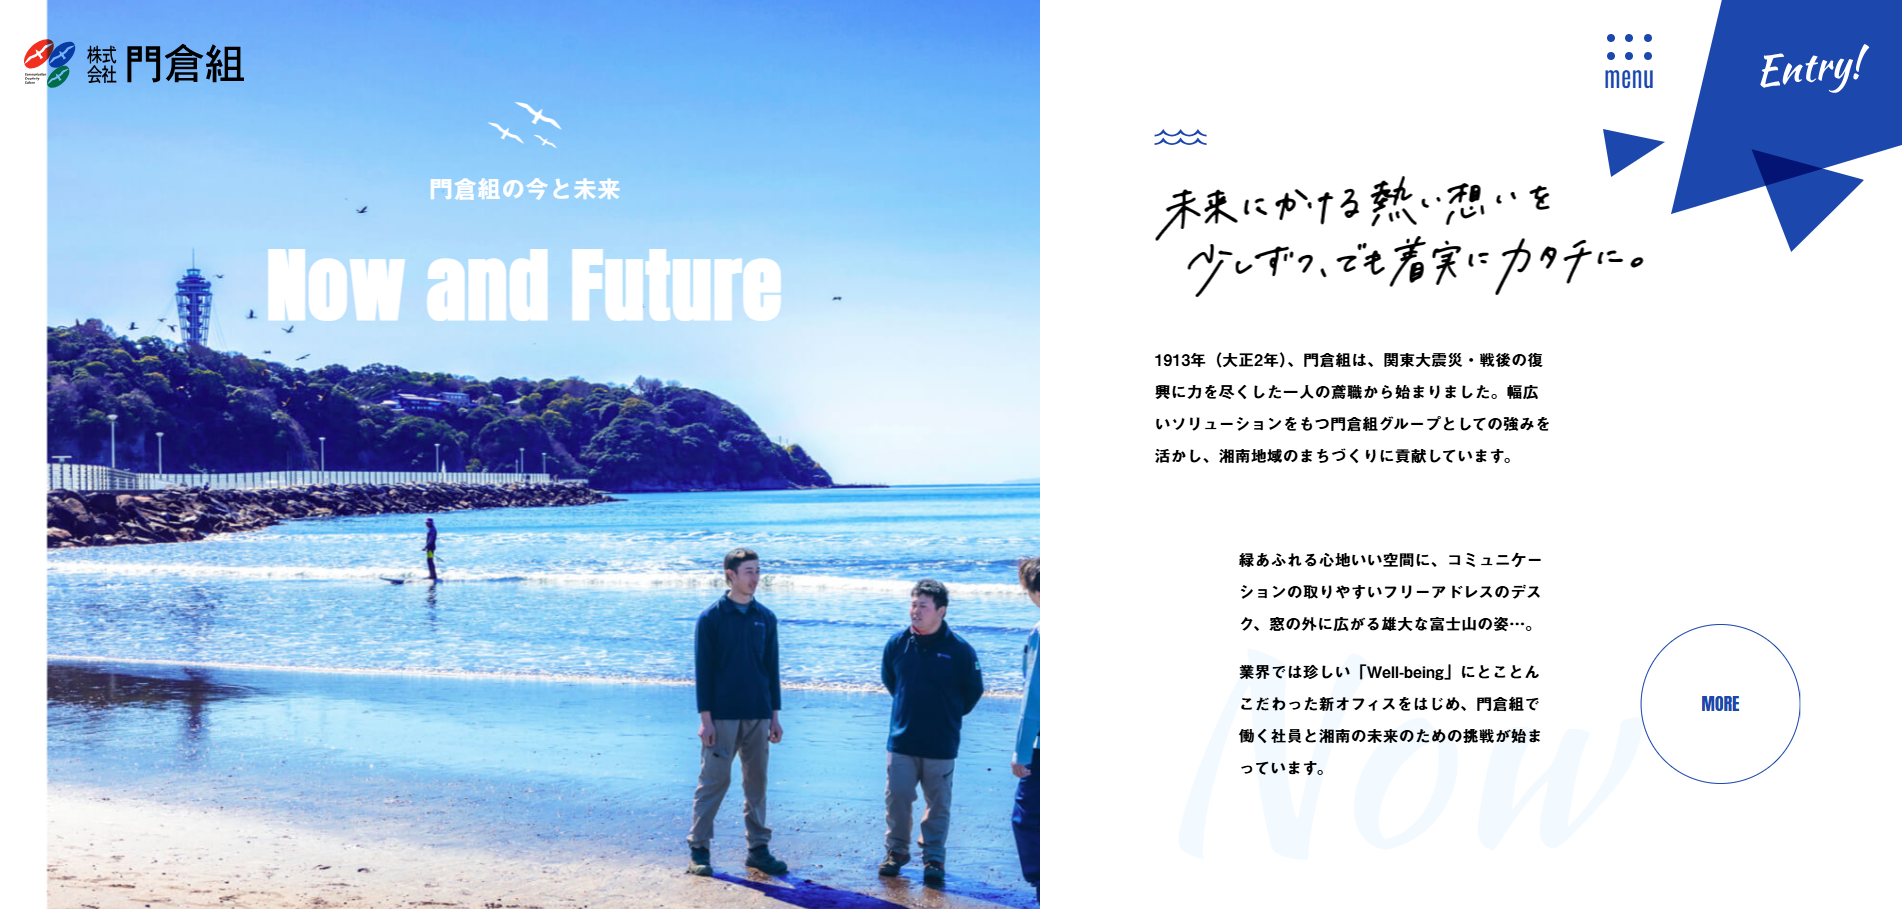 株式
会社 門倉組
menu
Entry!
門倉組の今と未来
Now and Future
未来にかける熱い想いを
少しずつ、でも着実にカタチに。
1913年（大正2年）、門倉組は、関東大震災・戦後の復
興に力を尽くした一人の鳶職から始まりました。幅広
いソリューションをもつ門倉組グループとしての強みを
活かし、湘南地域のまちづくりに貢献しています。
緑あふれる心地いい空間に、コミュニケー
ションの取りやすいフリーアドレスのデス
ク、窓の外に広がる雄大な富士山の姿…。
業界では珍しい「Well-being」にとことん
こだわった新オフィスをはじめ、門倉組で
働く社員と湘南の未来のための挑戦が始ま
っています。
Now
MORE